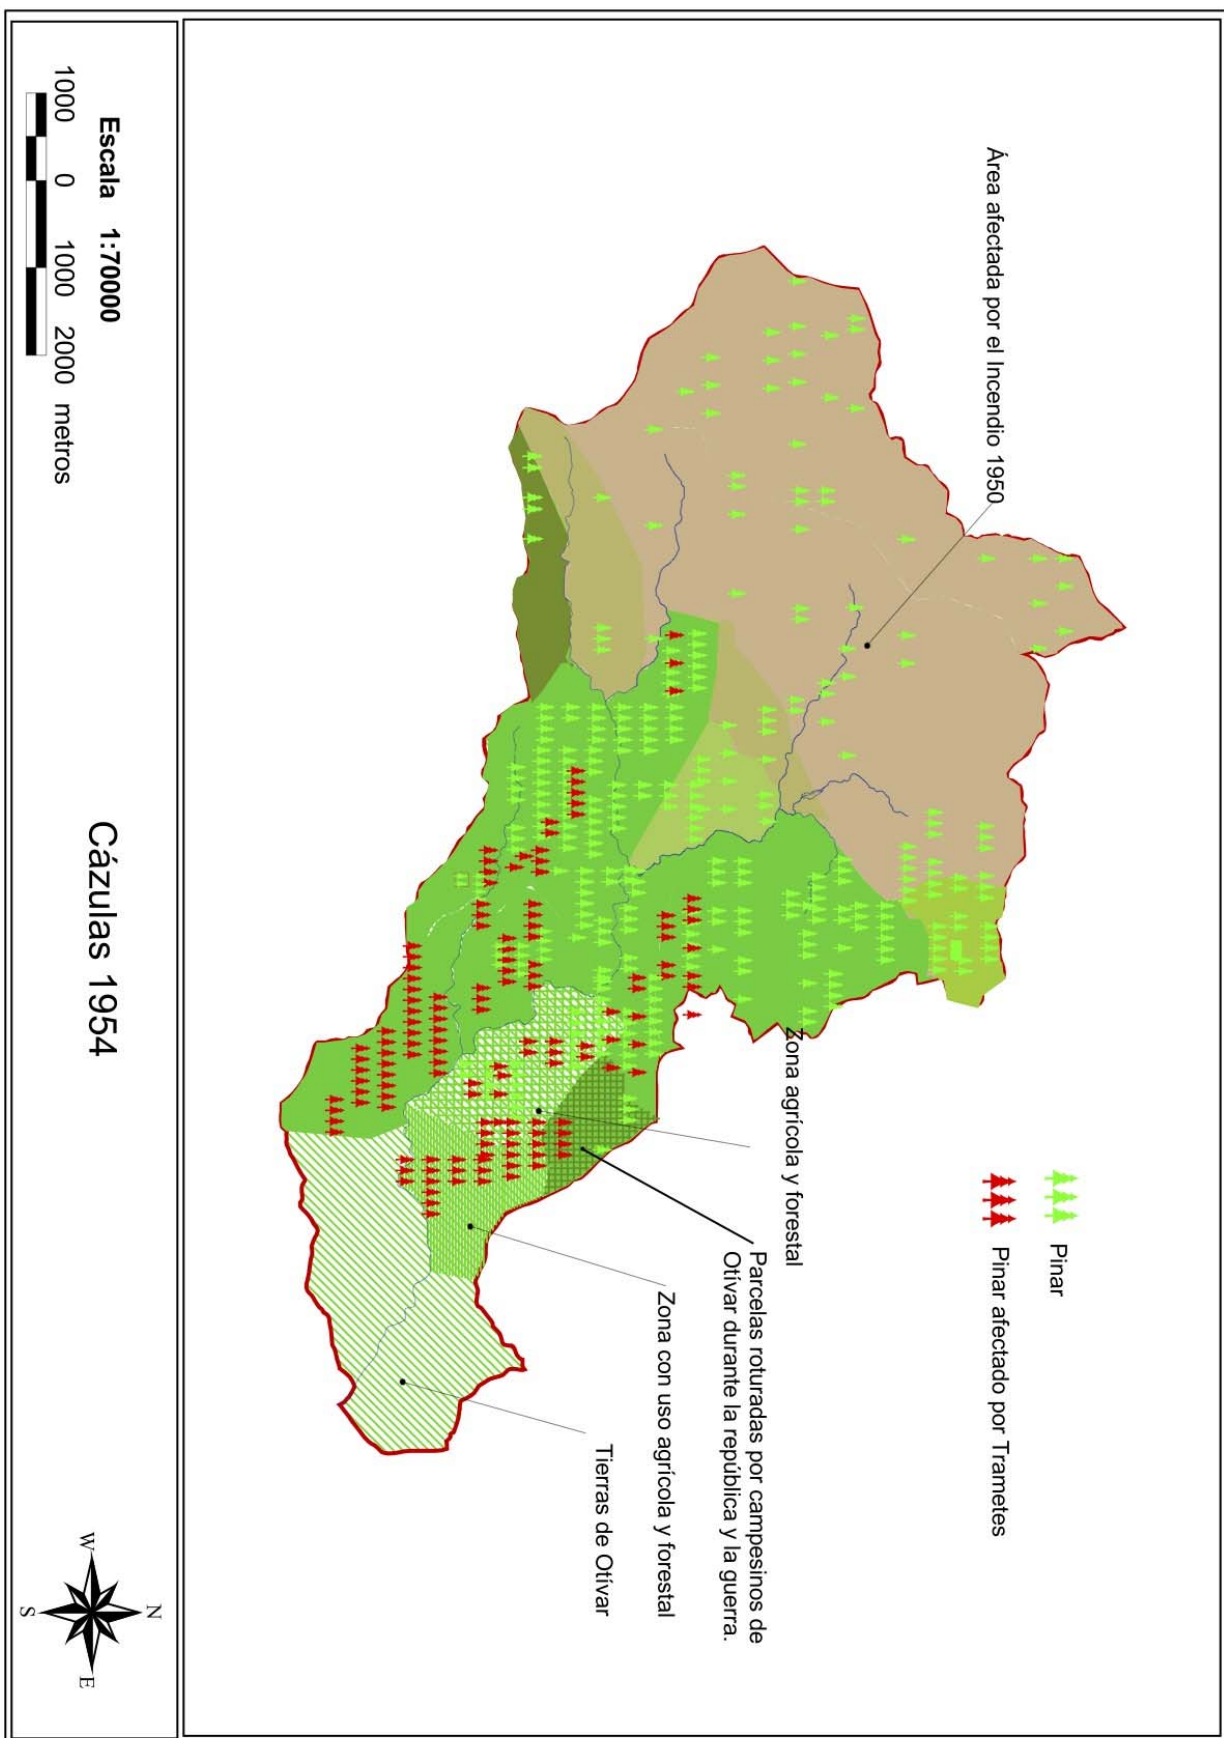 Área afectada por el Incendio 1950
Pinar
Pinar afectado por Trametes
Zona agrícola y forestal
Parcelas roturadas por campesinos de
Otívar durante la república y la guerra.
Zona con uso agrícola y forestal
Tierras de Otívar
Escala 1:70000
1000 0 1000 2000 metros
Cázulas 1954
N
W
E
S